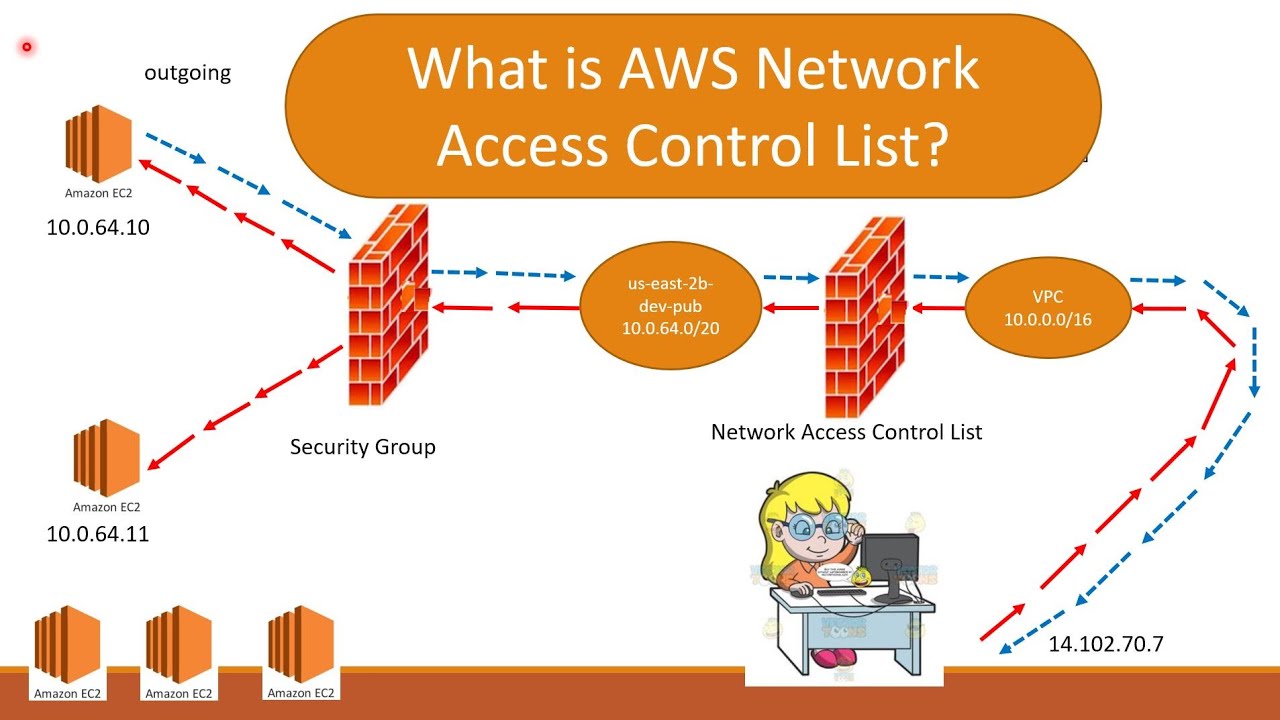 What is AWS Network
Access Control List?
outgoing
Amazon EC2
10.0.64.10
us-east-2b-
dev-pub
10.0.64.0/20
VPC
10.0.0.0/16
Security Group
Network Access Control List
Amazon EC2
10.0.64.11
14.102.70.7
Amazon EC2
Amazon EC2
Amazon EC2